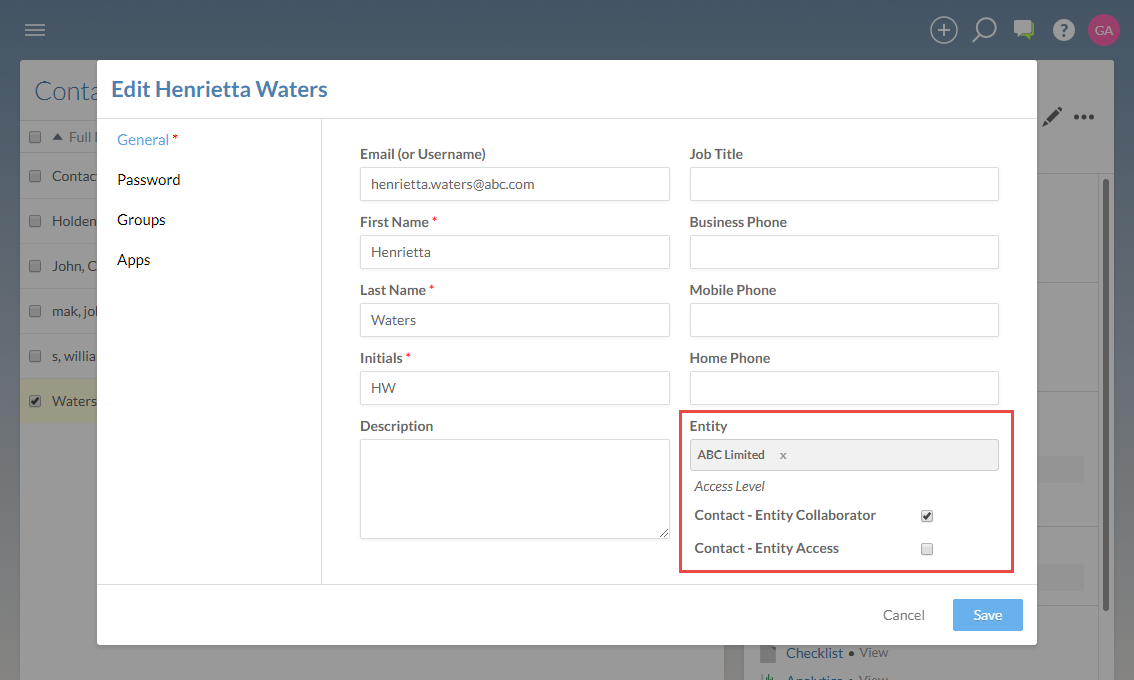 GA
Conta
Edit Henrietta Waters
General *
Password
Groups
Apps
Email (or Username)
henrietta.waters@abc.com
First Name *
Henrietta
Last Name *
Waters
Initials *
HW
Description
Job Title
Business Phone
Mobile Phone
Home Phone
Entity
ABC Limited x
Access Level
Contact - Entity Collaborator
Contact - Entity Access
Cancel
Save
Full
Contac
Holden
John, C
mak, jo
s, willia
Waters
Checklist • View
Analytics • View